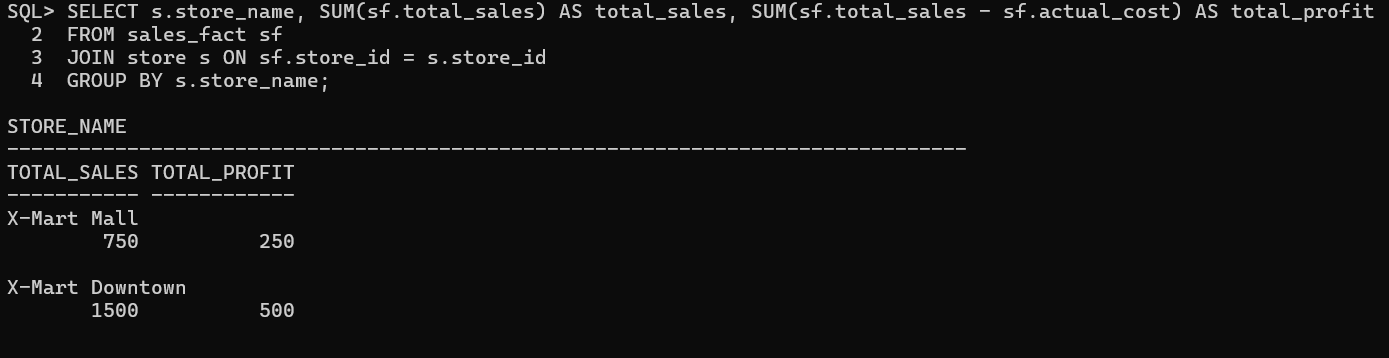 SQL> SELECT s.store_name, SUM(sf.total_sales) AS total_sales, SUM(sf.total_sales - sf.actual_cost) AS total_profit
  2  FROM sales_fact sf
  3  JOIN store s ON sf.store_id = s.store_id
  4  GROUP BY s.store_name;

STORE_NAME
--------------------------------------------------------------------------------
TOTAL_SALES TOTAL_PROFIT
----------- ------------
X-Mart Mall
        750          250

X-Mart Downtown
       1500          500